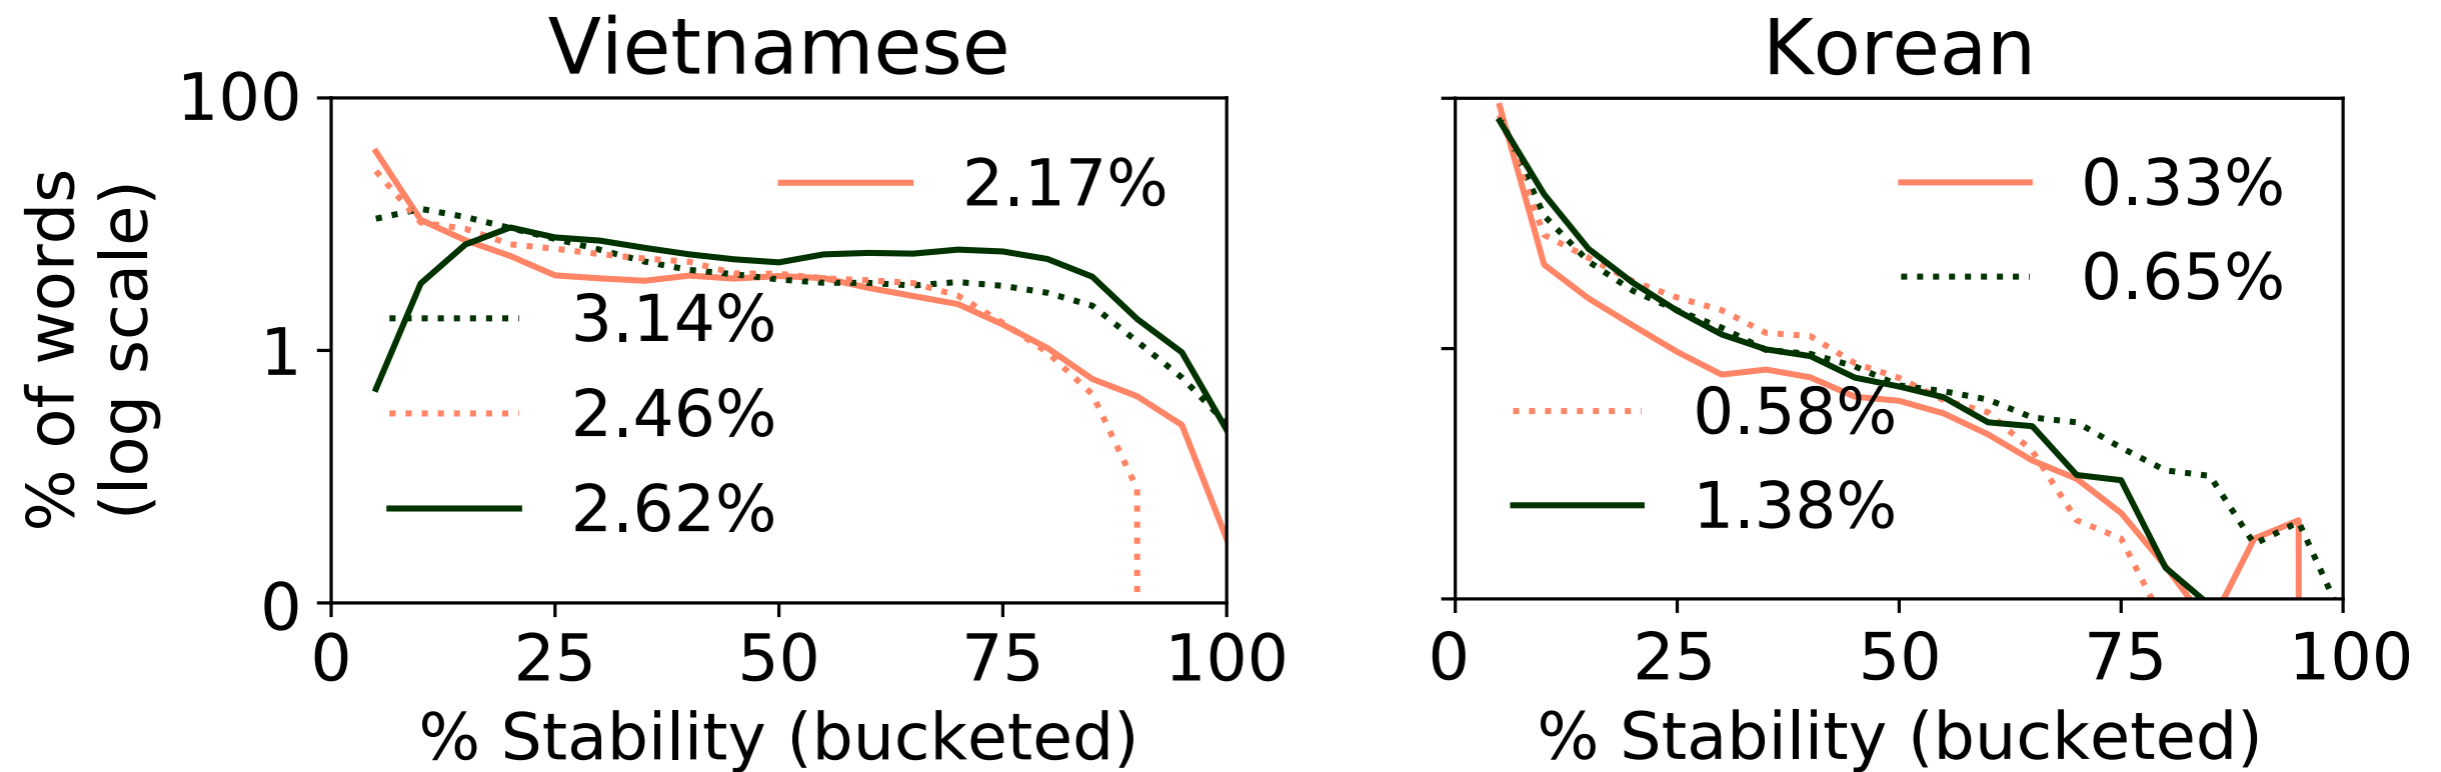 Vietnamese
% of words
(log scale)
100
1
0
2.17%
3.14%
2.46%
2.62%
0 25 50 75 100
% Stability (bucketed)
Korean
0.33%
0.65%
0.58%
1.38%
0 25 50 75 100
% Stability (bucketed)